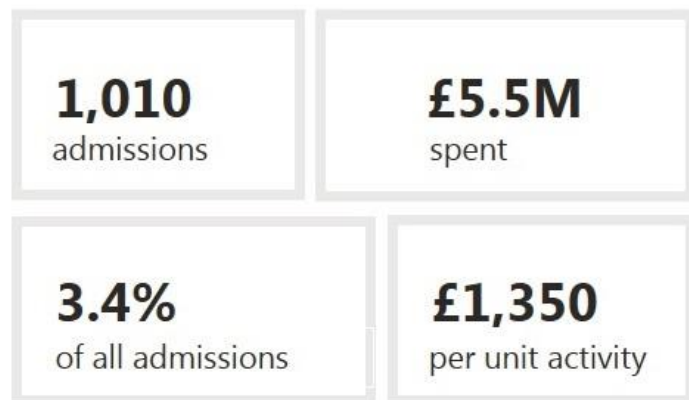 1,010
admissions
£5.5M
spent
3.4%
of all admissions
£1,350
per unit activity